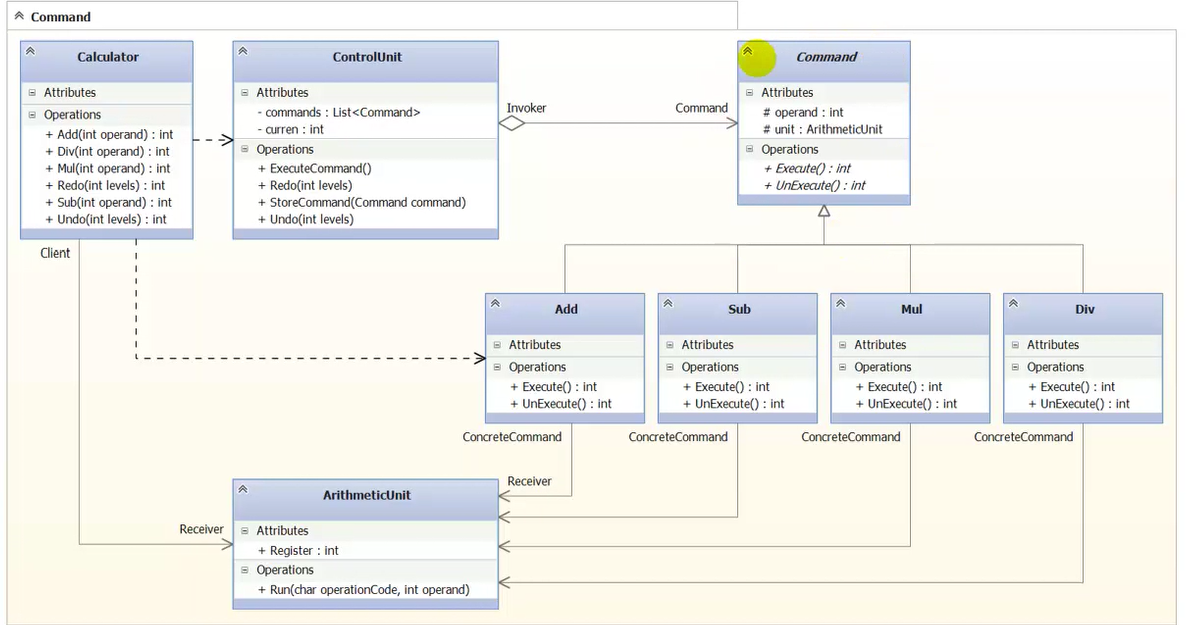 Command
Calculator
Attributes
Operations
+ Add(int operand) : int
+ Div(int operand) : int
+ Mul(int operand) : int
+ Redo(int levels) : int
+ Sub(int operand) : int
+ Undo(int levels) : int
Client
ControlUnit
Attributes
- commands : List<Command>
- curren : int
Operations
+ ExecuteCommand()
+ Redo(int levels)
+ StoreCommand(Command command)
+ Undo(int levels)
Invoker
Command
Command
Attributes
# operand : int
# unit : ArithmeticUnit
Operations
+ Execute() : int
+ UnExecute() : int
Add
Attributes
Operations
+ Execute() : int
+ UnExecute() : int
ConcreteCommand
Sub
Attributes
Operations
+ Execute() : int
+ UnExecute() : int
ConcreteCommand
Mul
Attributes
Operations
+ Execute() : int
+ UnExecute() : int
ConcreteCommand
Div
Attributes
Operations
+ Execute() : int
+ UnExecute() : int
ConcreteCommand
Receiver
Receiver
ArithmeticUnit
Attributes
+ Register : int
Operations
+ Run(char operationCode, int operand)